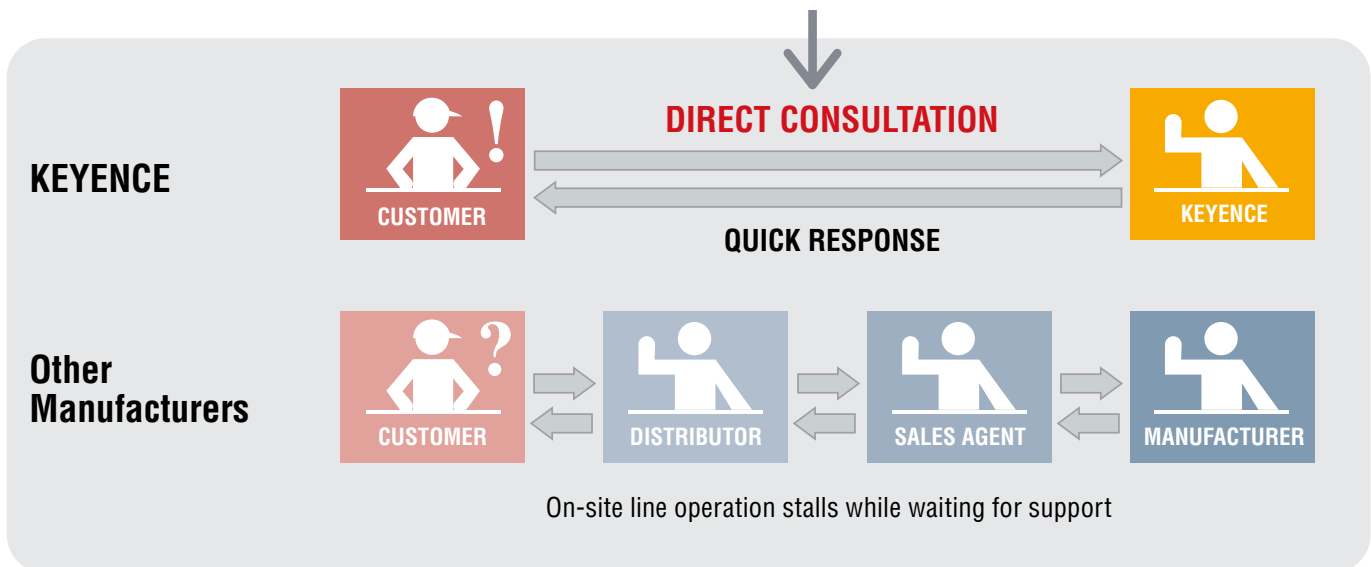 DIRECT CONSULTATION
KEYENCE
!
CUSTOMER
KEYENCE
QUICK RESPONSE
Other
Manufacturers
?
CUSTOMER
DISTRIBUTOR
SALES AGENT
MANUFACTURER
On-site line operation stalls while waiting for support